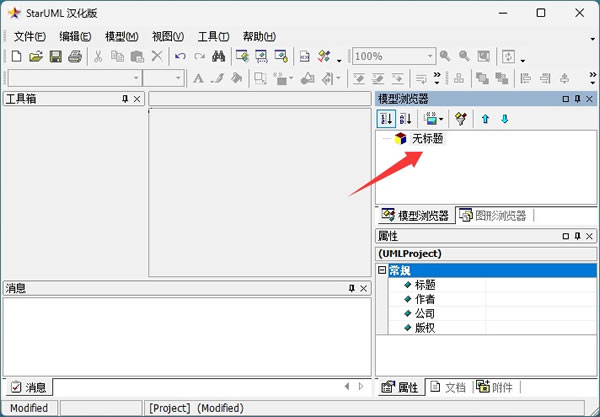 StarUML 汉化版
文件(F) 编辑(E) 模型(M) 视图(V) 工具(T) 帮助(H)
100%
工具箱
模型浏览器
无标题
模型浏览器 图形浏览器
属性
(UMLProject)
常规
标题
作者
公司
版权
消息
消息
属性 文档 附件
Modified [Project] (Modified)